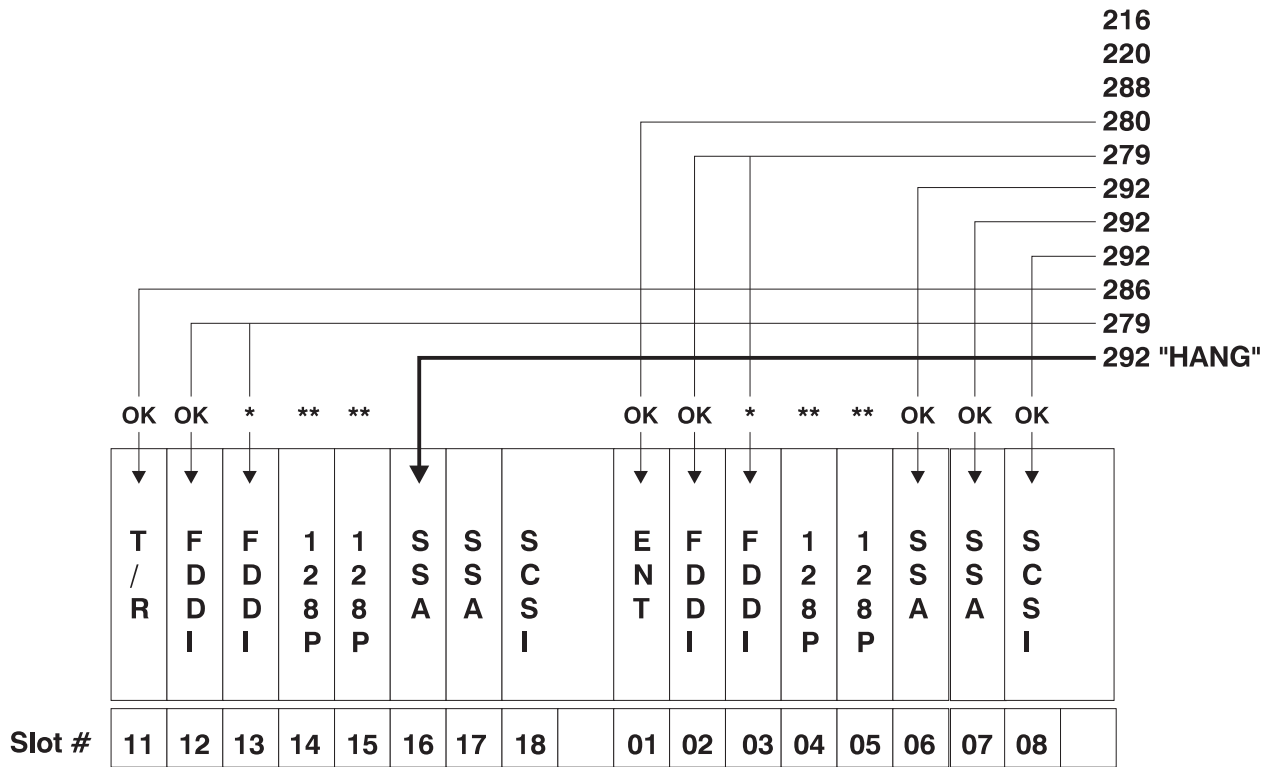 216
220
288
280
279
292
292
292
286
279
292 "HANG"
OK OK * ** ** OK OK * ** ** OK OK OK
T/R FDDI FDDI 128P 128P SSA SSA SCSI ENT FDDI FDDI 128P 128P SSA SSA SCSI
Slot # 11 12 13 14 15 16 17 18 01 02 03 04 05 06 07 08